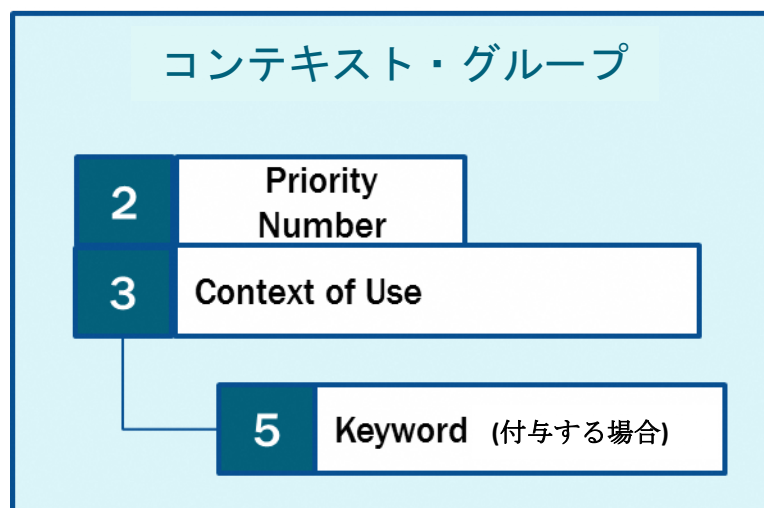 コンテキスト・グループ
2
Priority
Number
3
Context of Use
5
Keyword (付与する場合)